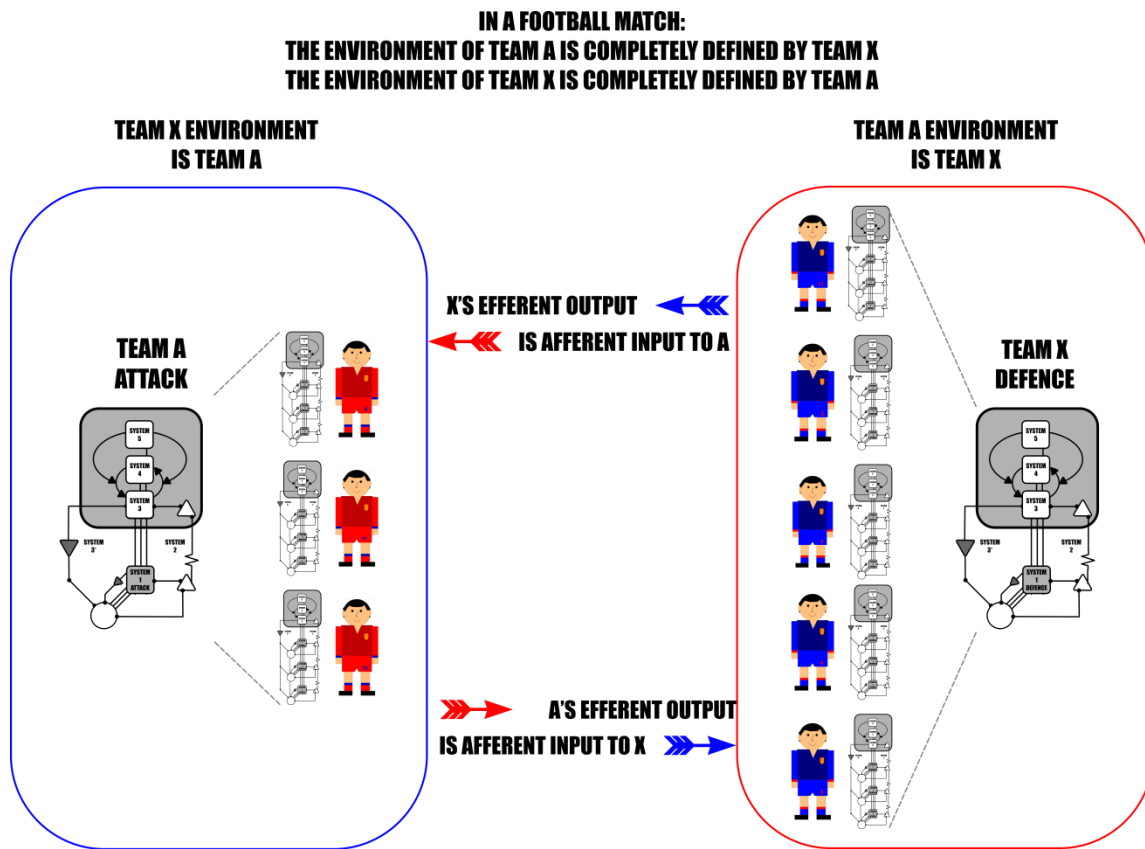 IN A FOOTBALL MATCH:
THE ENVIRONMENT OF TEAM A IS COMPLETELY DEFINED BY TEAM X
THE ENVIRONMENT OF TEAM X IS COMPLETELY DEFINED BY TEAM A
TEAM X ENVIRONMENT
IS TEAM A
TEAM A ENVIRONMENT
IS TEAM X
X'S EFFERENT OUTPUT
IS AFFERENT INPUT TO A
TEAM A
ATTACK
SYSTEM
5
SYSTEM
4
SYSTEM
3
SYSTEM
3'
SYSTEM
2
SYSTEM
1
ATTACK
TEAM X
DEFENCE
SYSTEM
5
SYSTEM
4
SYSTEM
3
SYSTEM
3'
SYSTEM
2
SYSTEM
1
DEFENCE
A'S EFFERENT OUTPUT
IS AFFERENT INPUT TO X